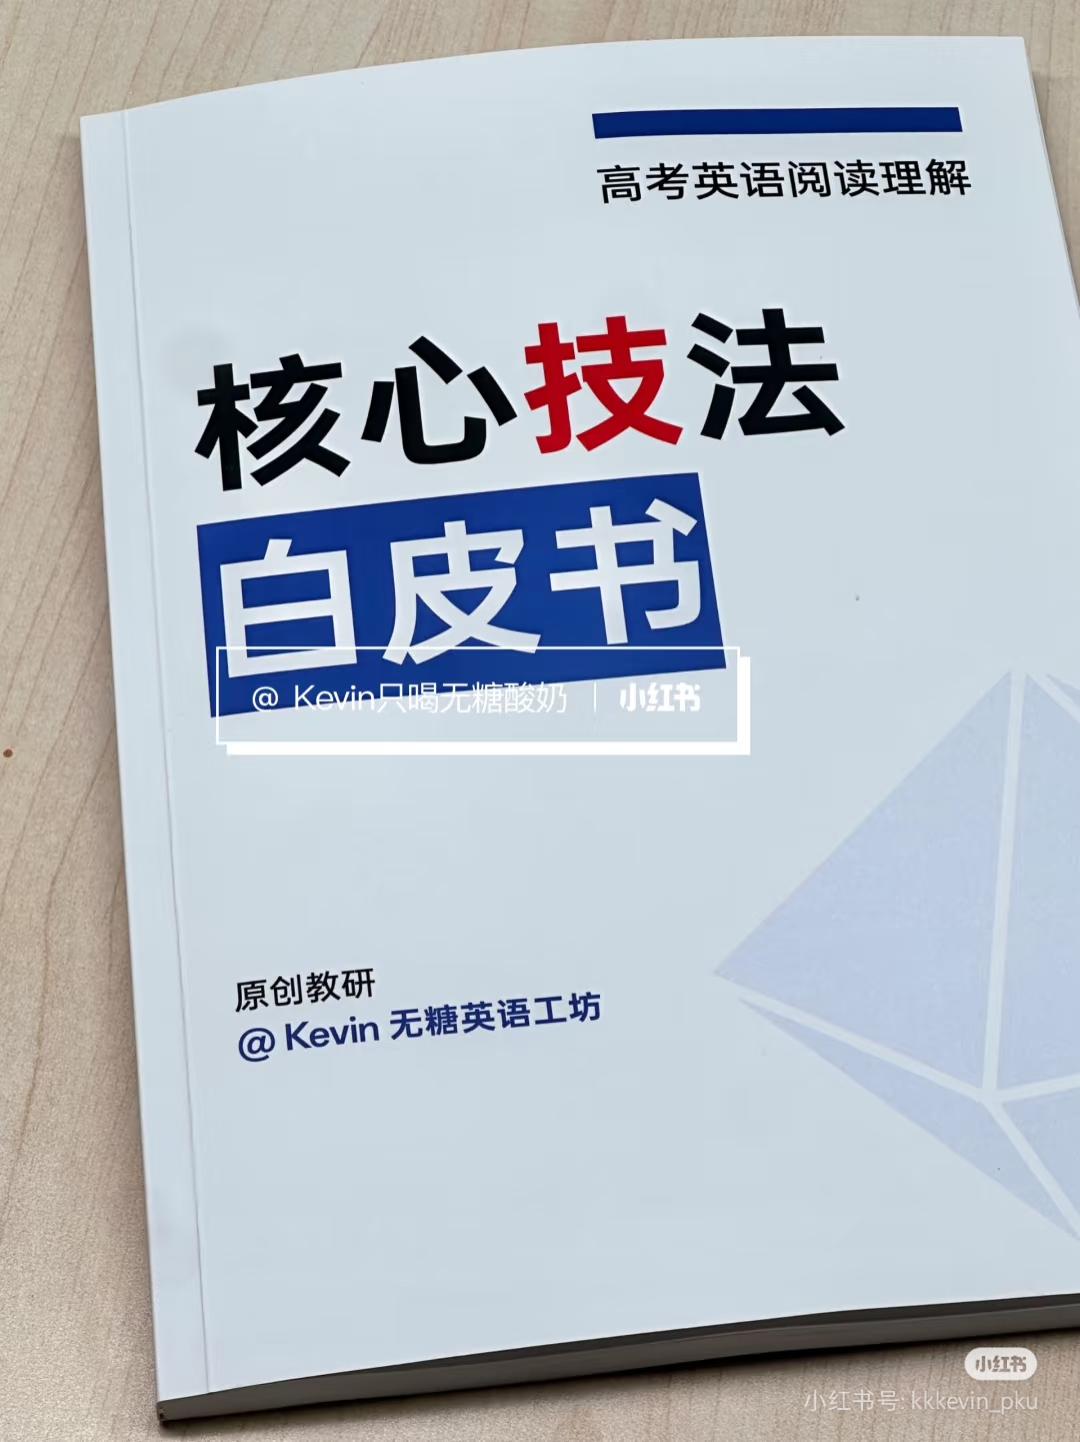 高考英语阅读理解
核心技法
白皮书
@ Kevin只喝无糖酸奶 | 小红书
原创教研
@ Kevin 无糖英语工坊
小红书
小红书号: kkkevin_pku